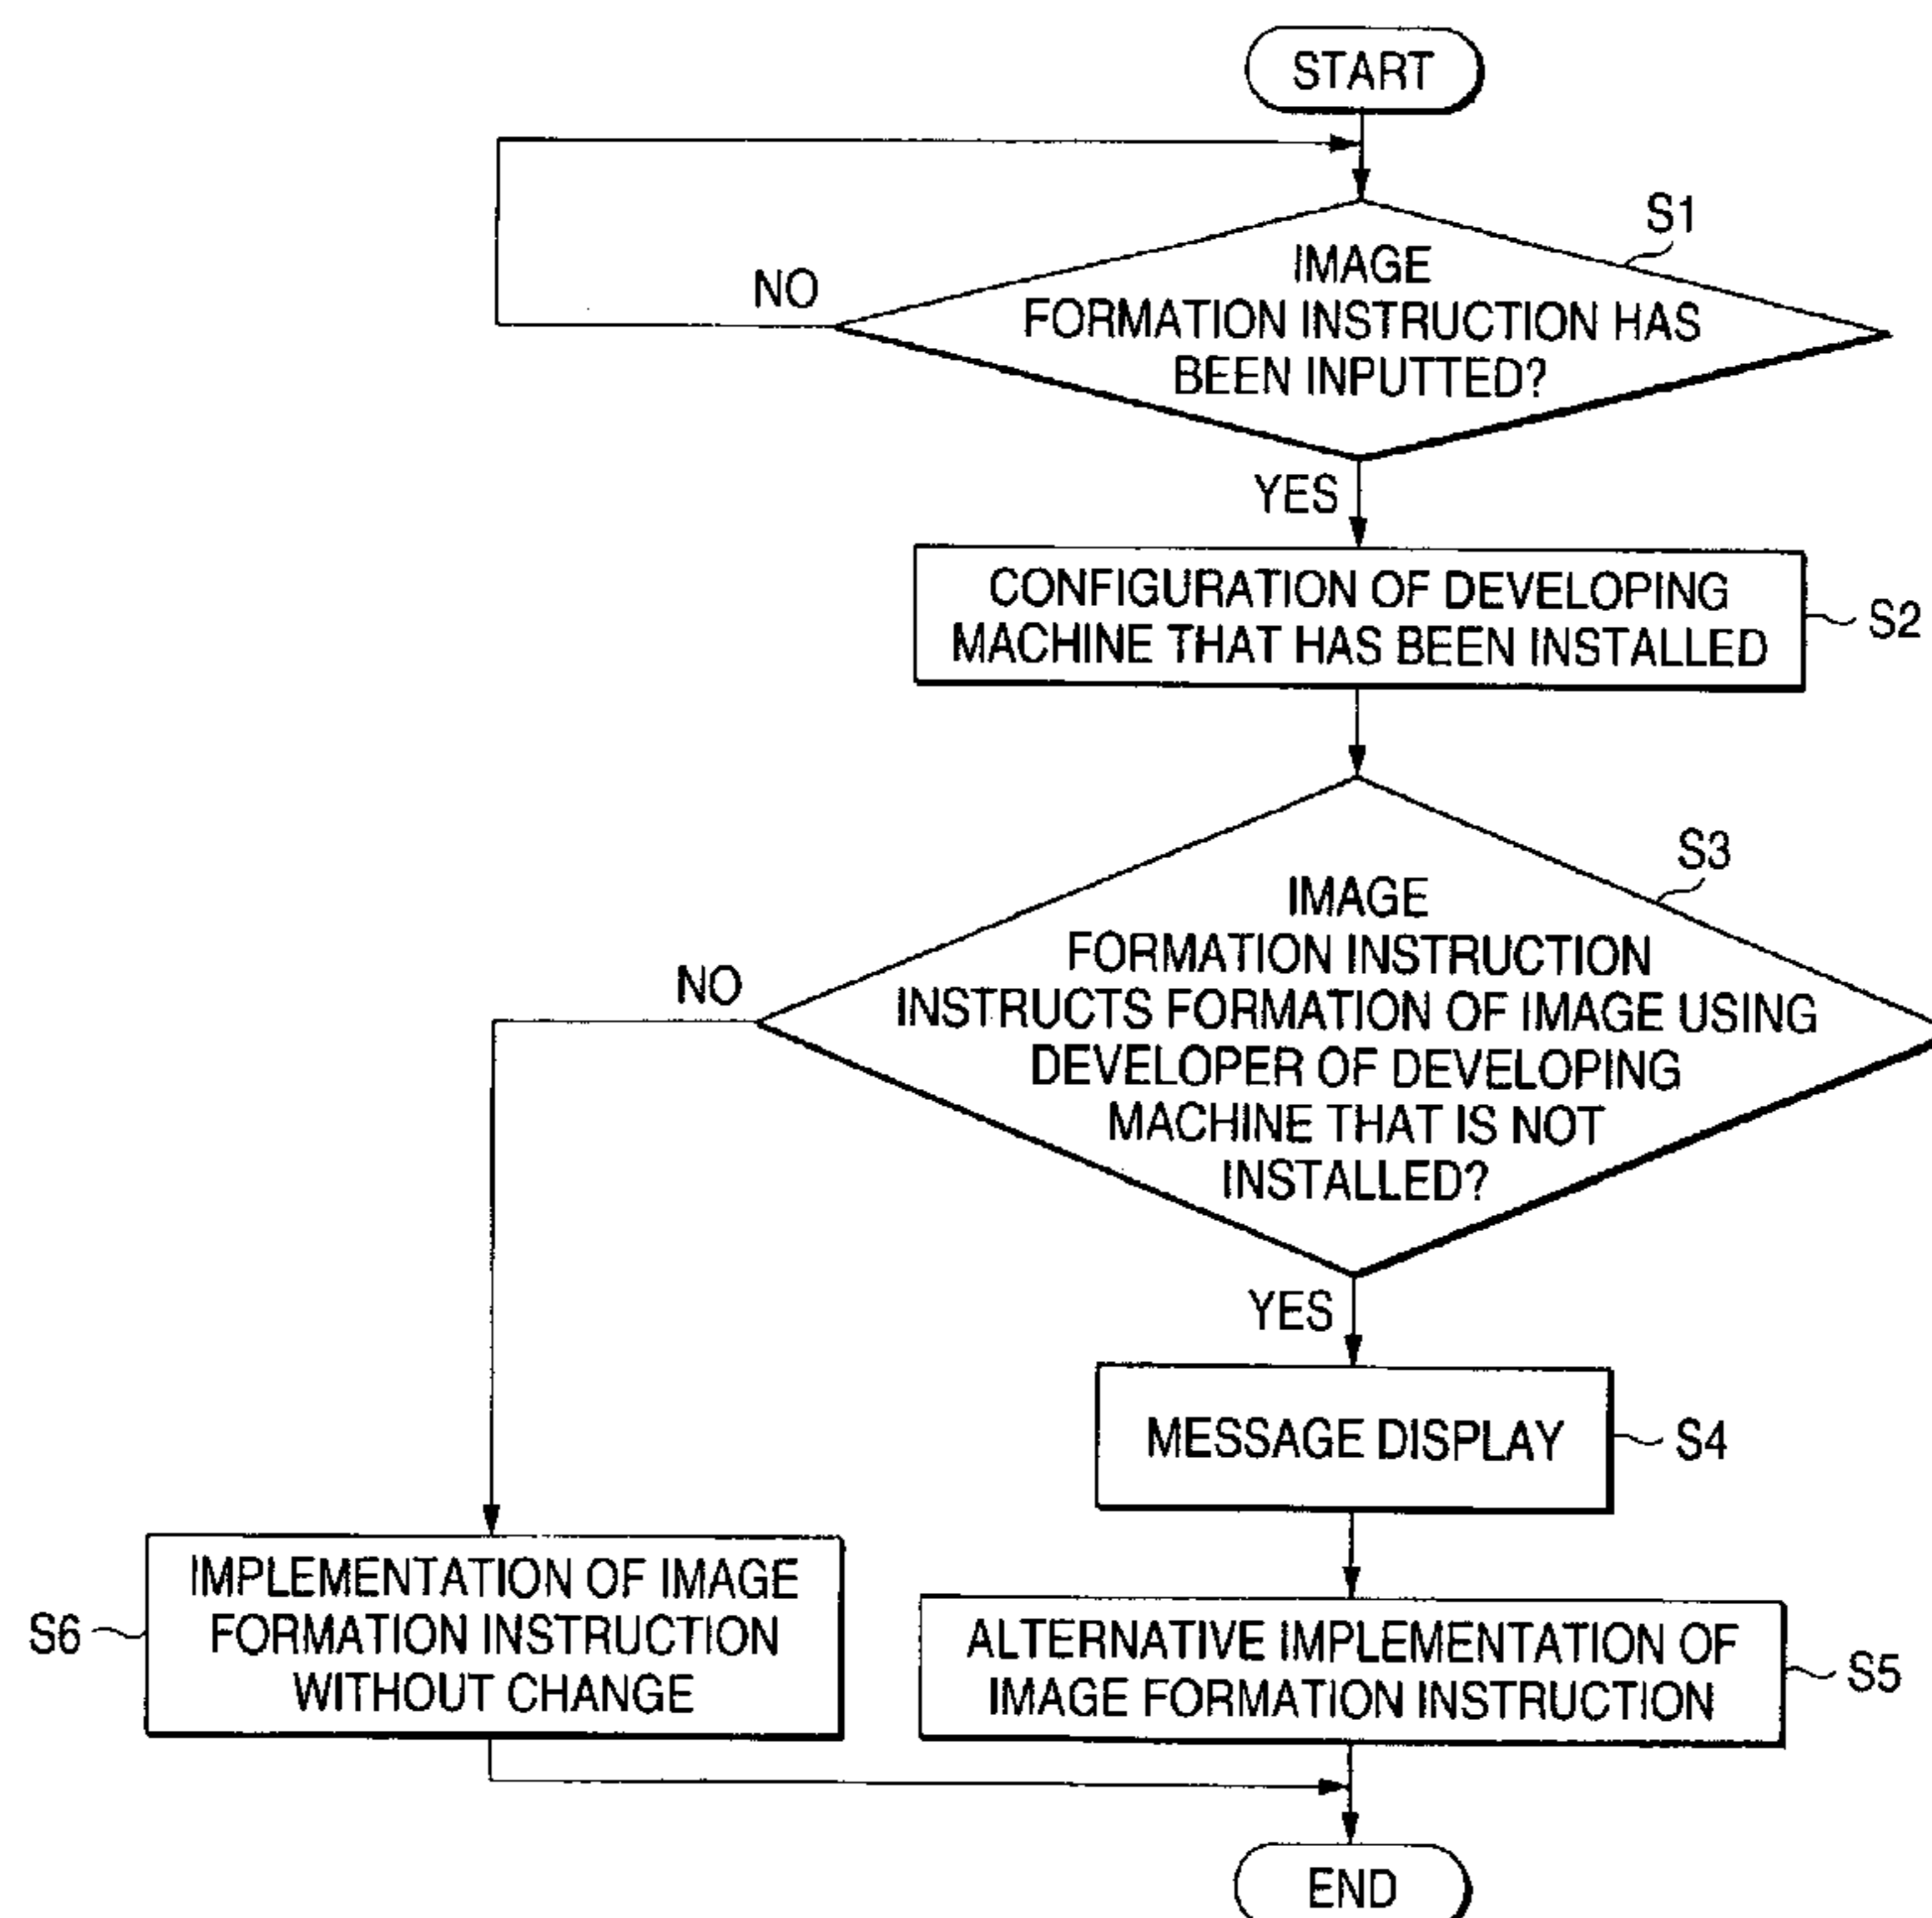 START
S1
IMAGE
FORMATION INSTRUCTION HAS
BEEN INPUTTED?
NO
YES
CONFIGURATION OF DEVELOPING
MACHINE THAT HAS BEEN INSTALLED
S2
S3
IMAGE
FORMATION INSTRUCTION
INSTRUCTS FORMATION OF IMAGE USING
DEVELOPER OF DEVELOPING
MACHINE THAT IS NOT
INSTALLED?
NO
YES
MESSAGE DISPLAY
S4
S6
IMPLEMENTATION OF IMAGE
FORMATION INSTRUCTION
WITHOUT CHANGE
ALTERNATIVE IMPLEMENTATION OF
IMAGE FORMATION INSTRUCTION
S5
END